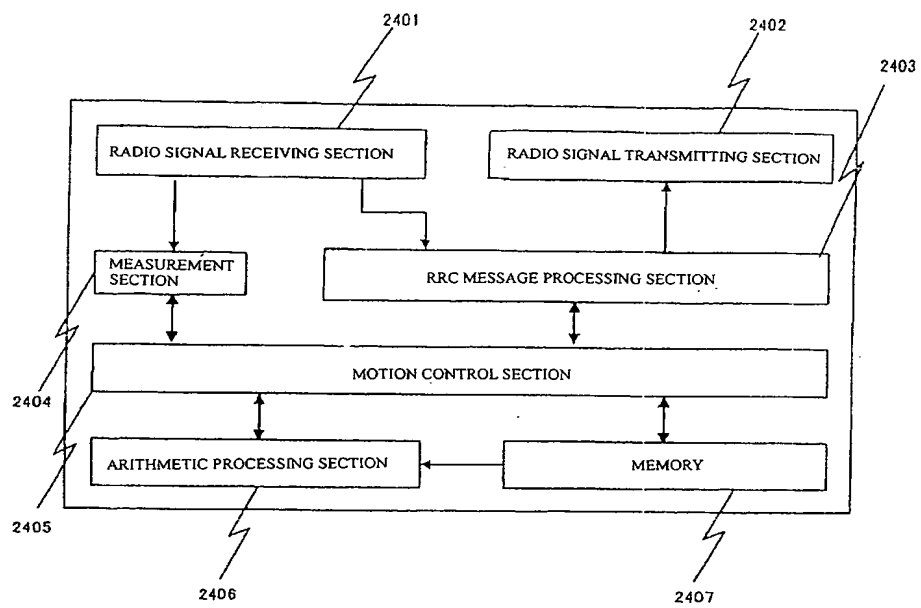 2401
2402
2403
RADIO SIGNAL RECEIVING SECTION
RADIO SIGNAL TRANSMITTING SECTION
MEASUREMENT
SECTION
RRC MESSAGE PROCESSING SECTION
MOTION CONTROL SECTION
2404
ARITHMETIC PROCESSING SECTION
MEMORY
2405
2406
2407